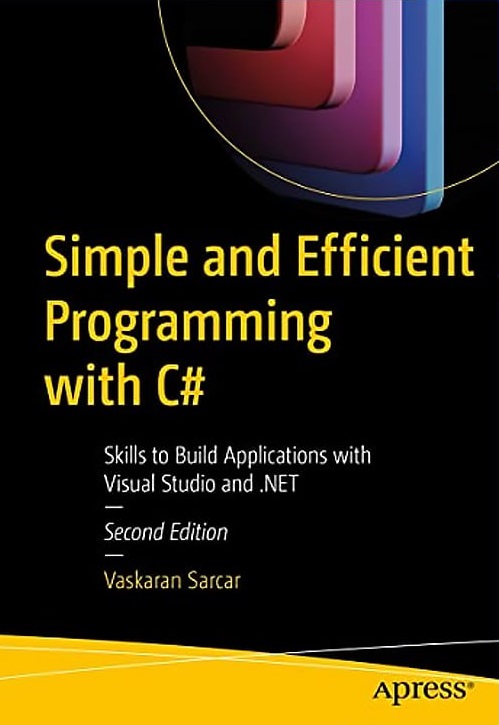 Simple and Efficient
Programming
with C#
Skills to Build Applications with
Visual Studio and .NET
Second Edition
Vaskaran Sarcar
Apress®